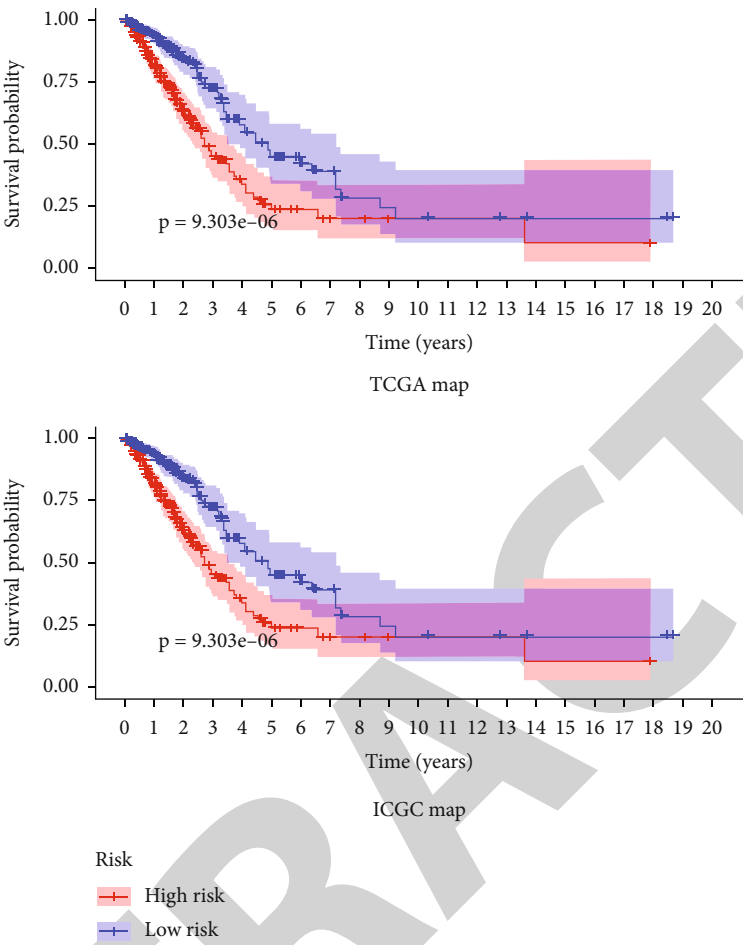 1.00
0.75
0.50
0.25
0.00
Survival probability
p = 9.303e–06
0 1 2 3 4 5 6 7 8 9 10 11 12 13 14 15 16 17 18 19 20
Time (years)
TCGA map
1.00
0.75
0.50
0.25
0.00
Survival probability
p = 9.303e–06
0 1 2 3 4 5 6 7 8 9 10 11 12 13 14 15 16 17 18 19 20
Time (years)
ICGC map
Risk
High risk
Low risk
RACT